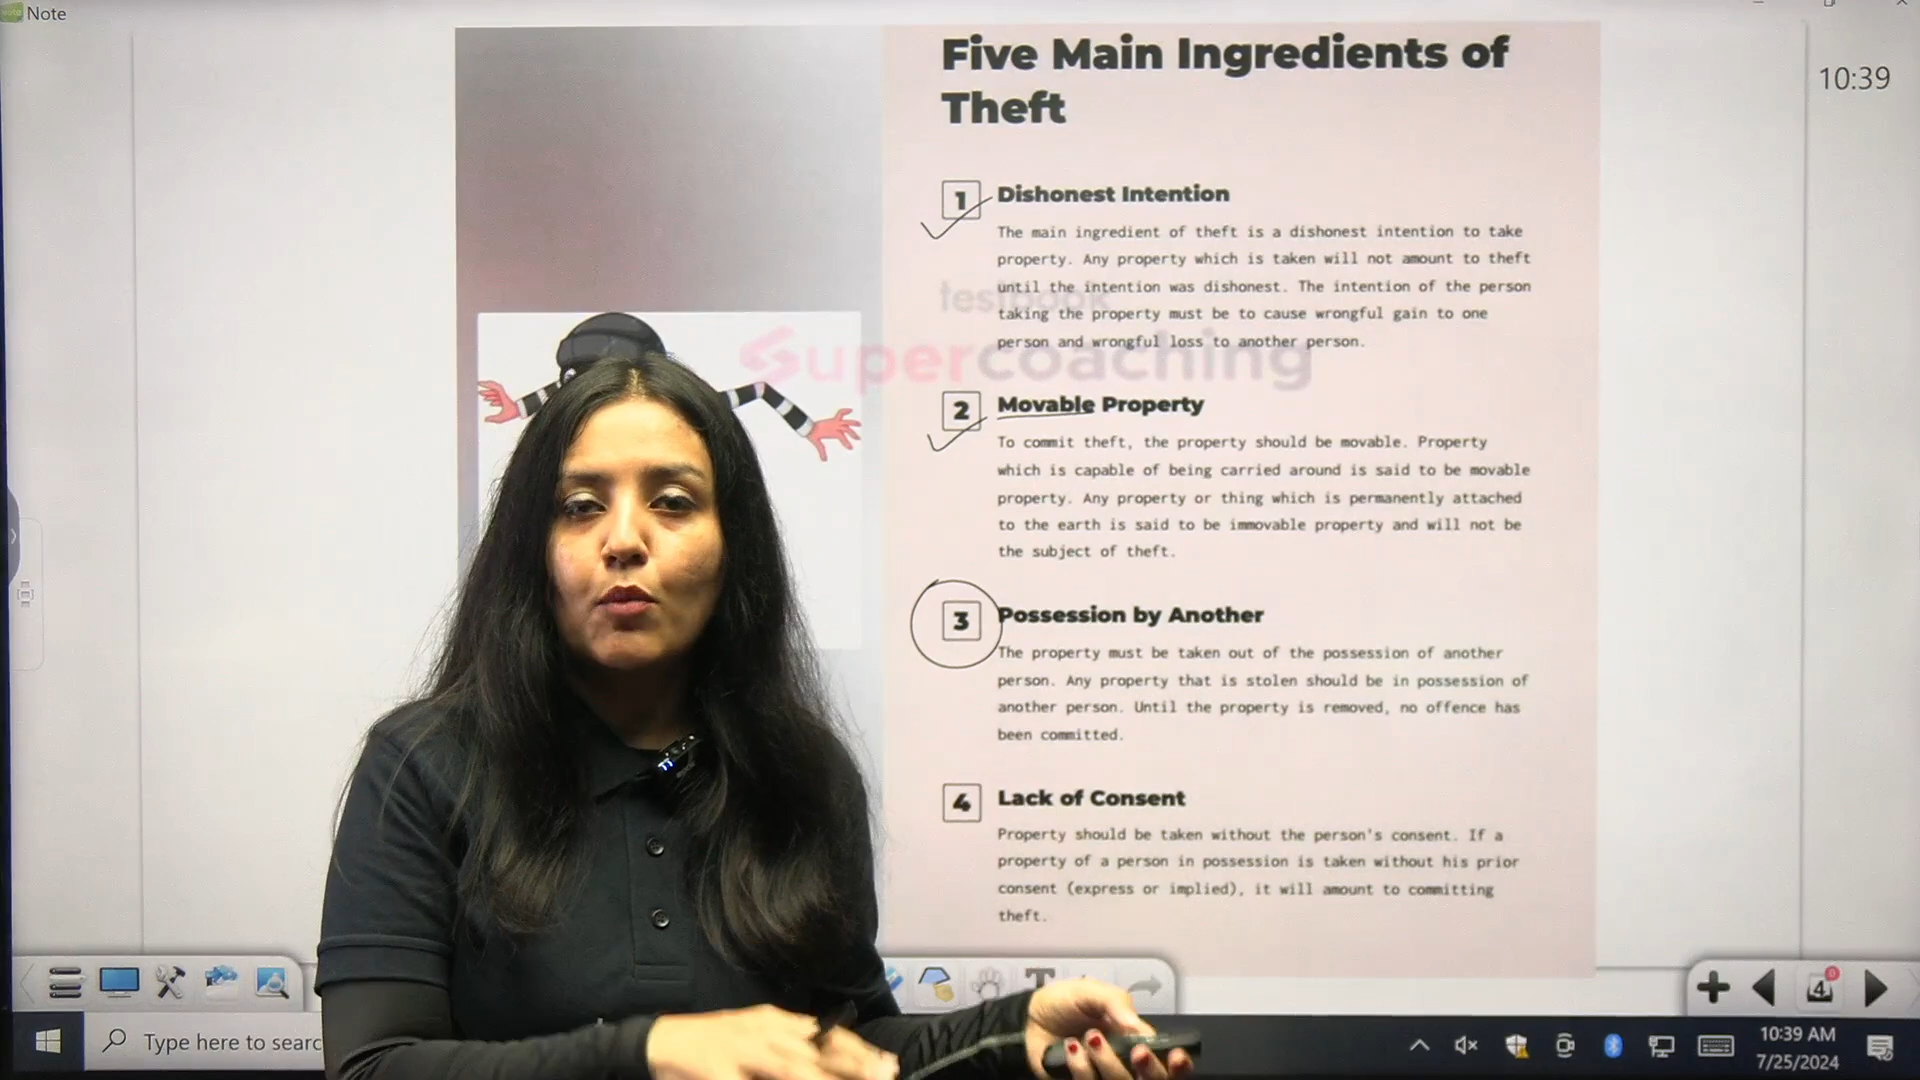 Note
10:39
Five Main Ingredients of
Theft
1 Dishonest Intention
The main ingredient of theft is a dishonest intention to take
property. Any property which is taken will not amount to theft
until the intention was dishonest. The intention of the person
taking the property must be to cause wrongful gain to one
person and wrongful loss to another person.
testbook
Supercoaching
2 Movable Property
To commit theft, the property should be movable. Property
which is capable of being carried around is said to be movable
property. Any property or thing which is permanently attached
to the earth is said to be immovable property and will not be
the subject of theft.
3 Possession by Another
The property must be taken out of the possession of another
person. Any property that is stolen should be in possession of
another person. Until the property is removed, no offence has
been committed.
4 Lack of Consent
Property should be taken without the person's consent. If a
property of a person in possession is taken without his prior
consent (express or implied), it will amount to committing
theft.
T
4
0
Type here to searc
10:39 AM
7/25/2024